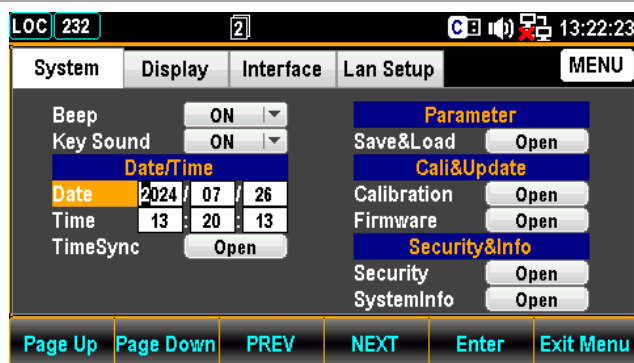 LOC 232 2 C 13:22:23
System Display Interface Lan Setup MENU
Beep ON
Key Sound ON
Date/Time
Date 2024 / 07 / 26
Time 13 : 20 : 13
TimeSync Open
Parameter
Save&Load Open
Cali&Update
Calibration Open
Firmware Open
Security&Info
Security Open
SystemInfo Open
Page Up Page Down PREV NEXT Enter Exit Menu